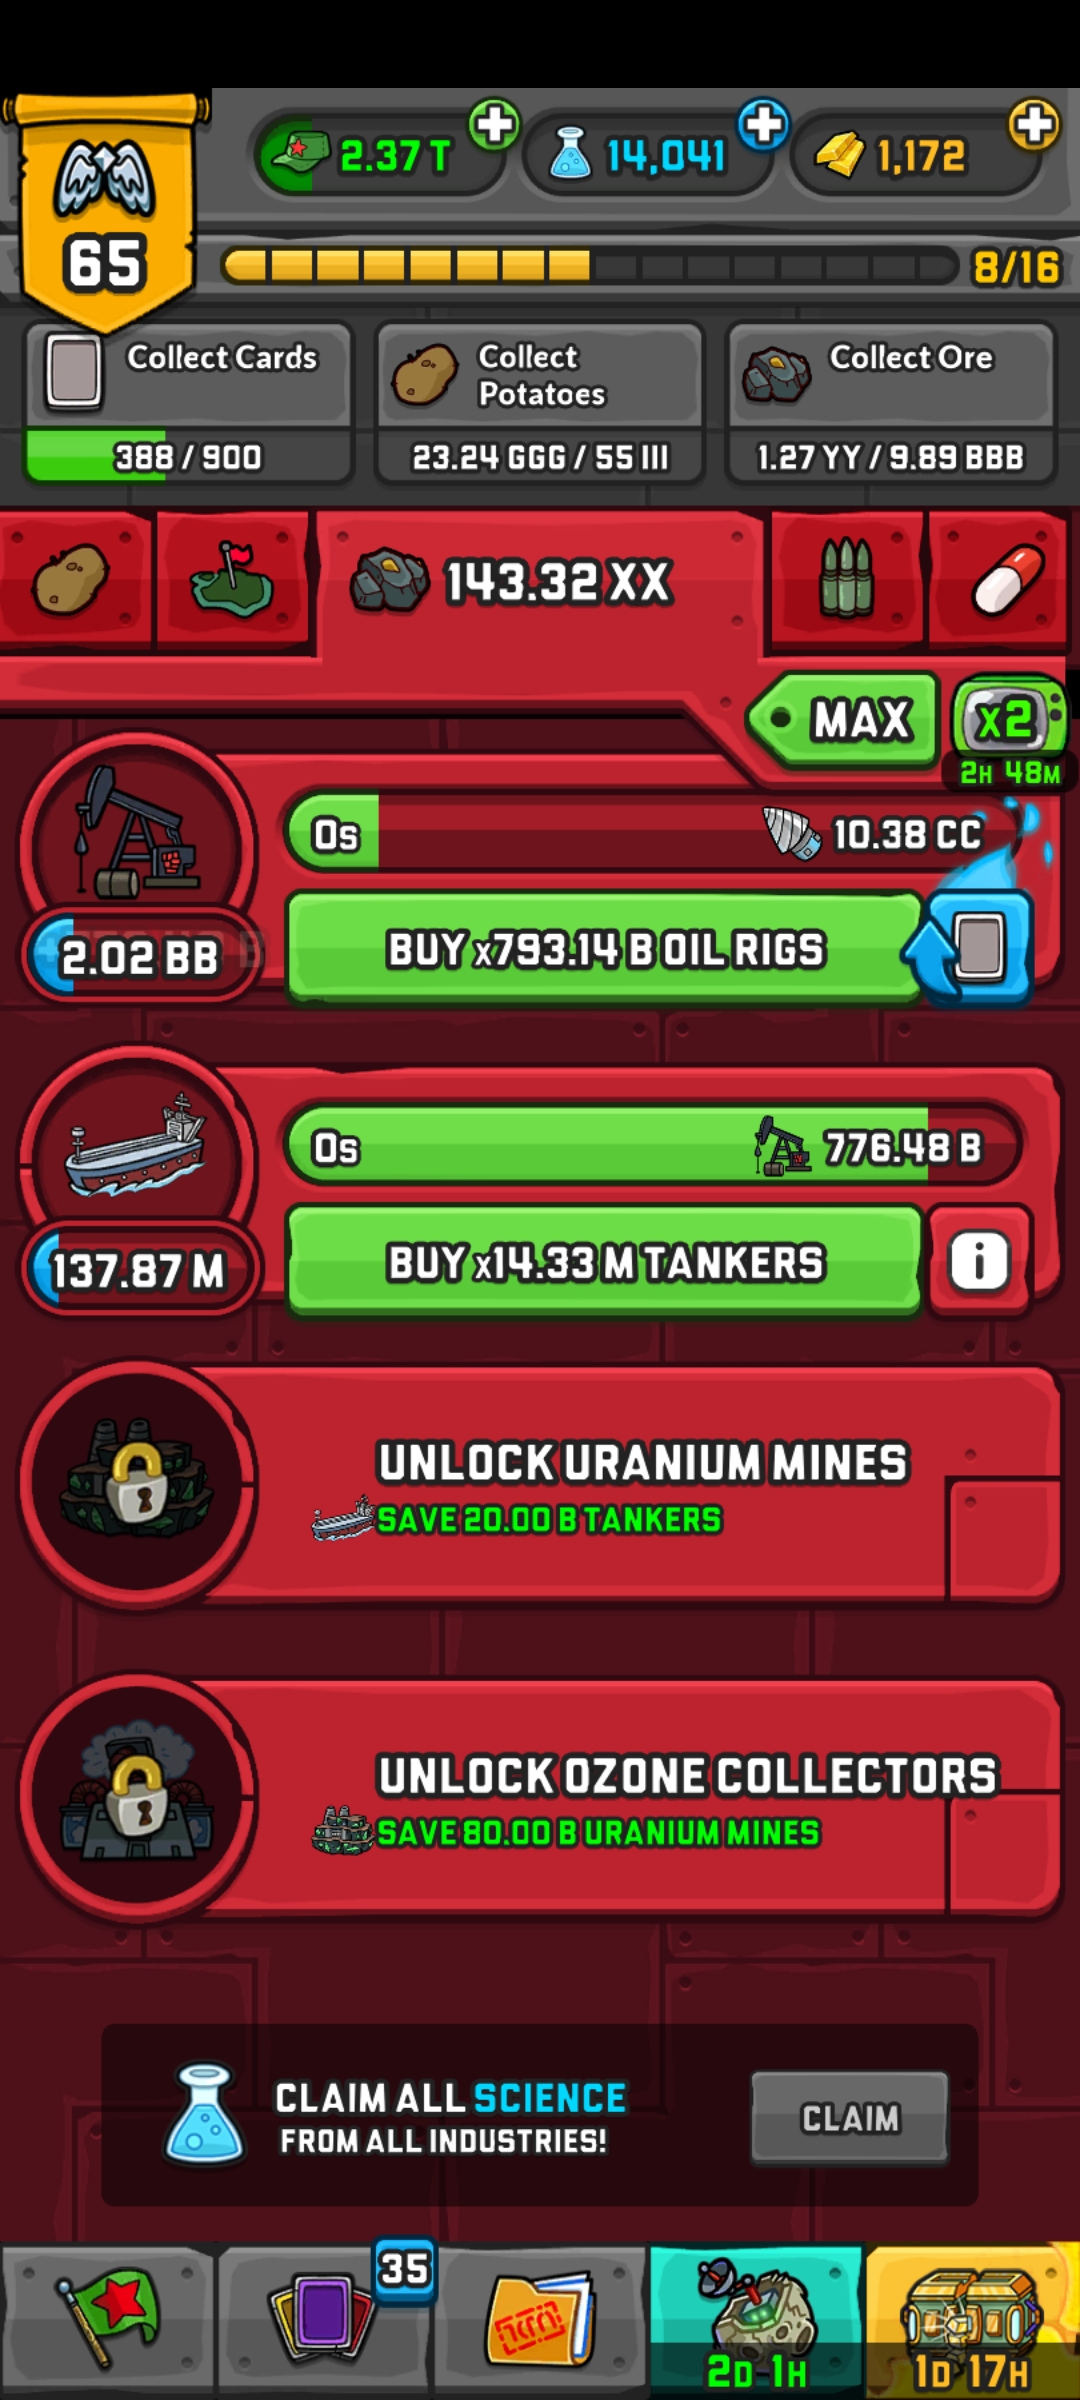 2.37 T
14,041
1,172
65
8/16
Collect Cards
388 / 900
Collect
Potatoes
23.24 GGG / 55 III
Collect Ore
1.27 YY / 9.89 BBB
143.32 XX
MAX
x2
2H 48M
0s
10.38 CC
2.02 BB
BUY x793.14 B OIL RIGS
0s
776.48 B
137.87 M
BUY x14.33 M TANKERS
i
UNLOCK URANIUM MINES
SAVE 20.00 B TANKERS
UNLOCK OZONE COLLECTORS
SAVE 80.00 B URANIUM MINES
CLAIM ALL SCIENCE
FROM ALL INDUSTRIES!
CLAIM
35
2D 1H
1D 17H